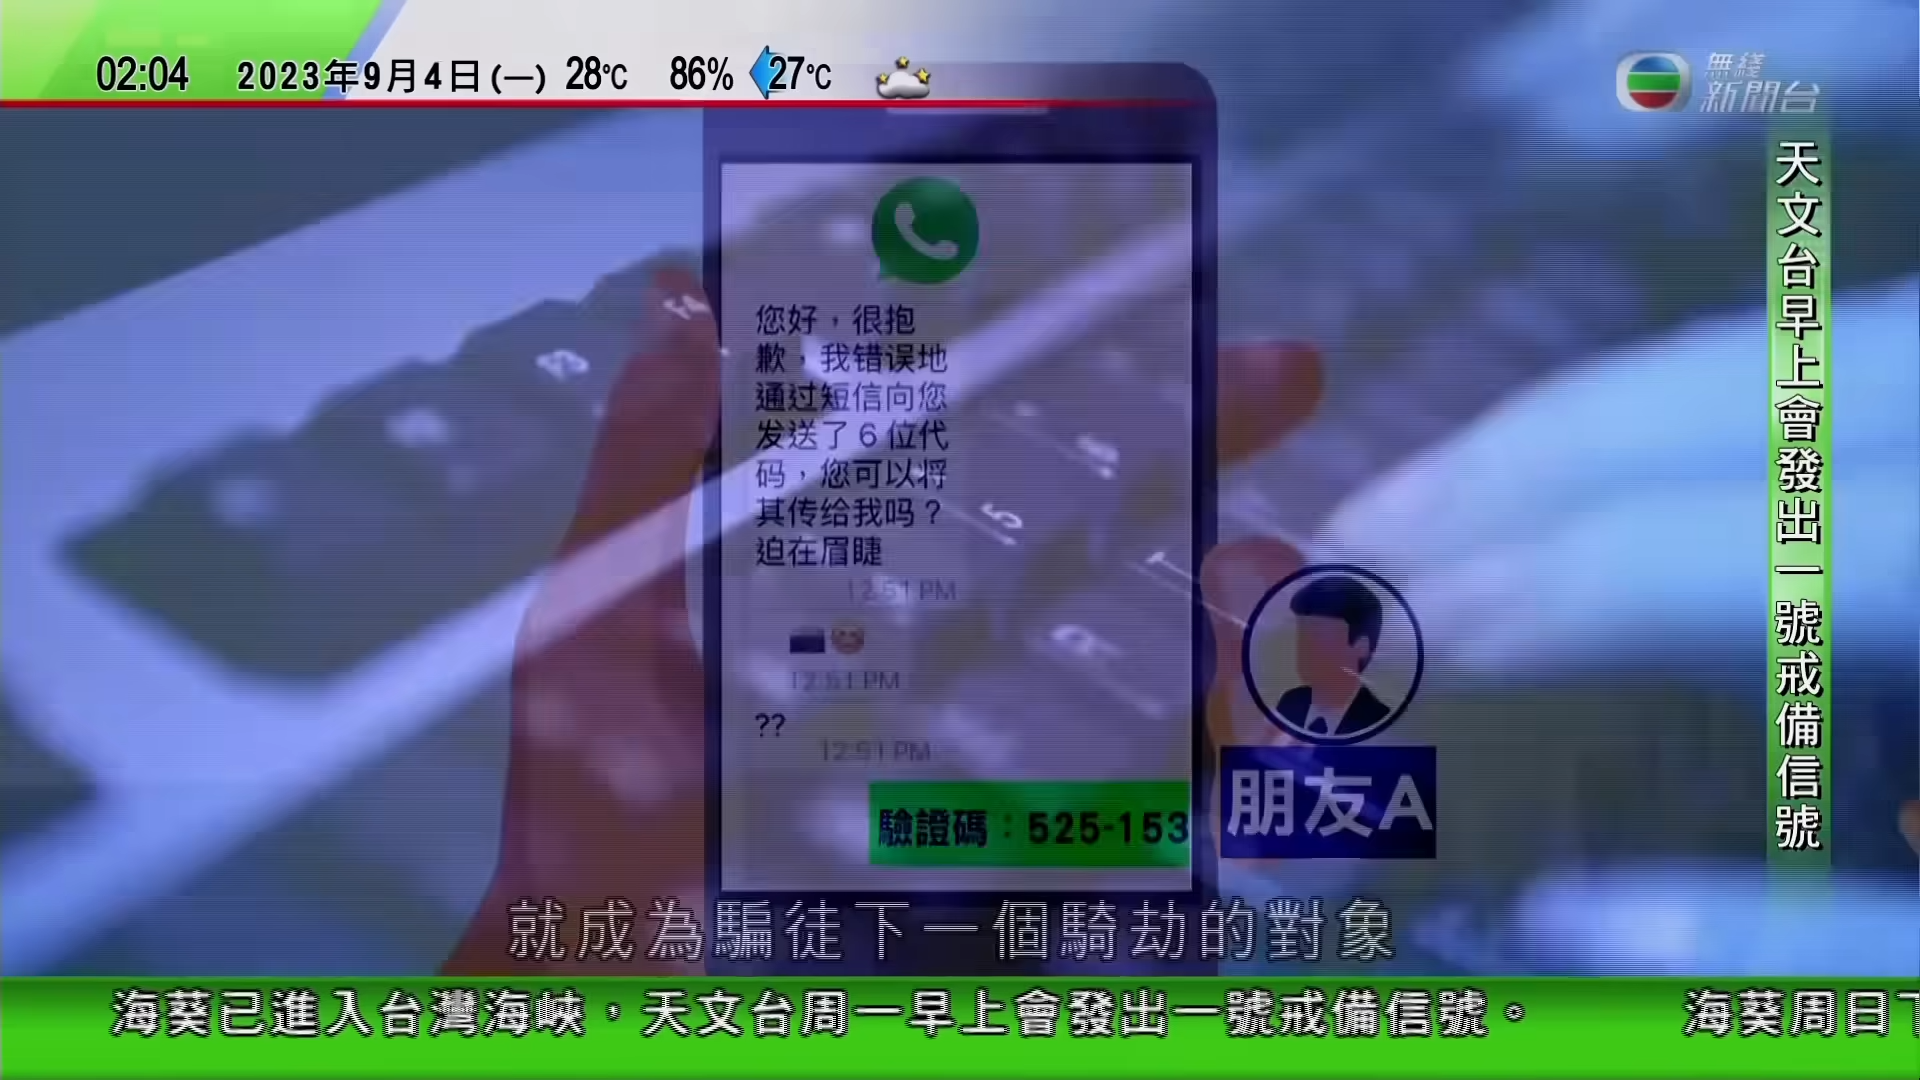 02:04 2023年9月4日(一) 28°C 86% 27°C
無綫
新聞台
天文台早上會發出一號戒備信號
您好，很抱
歉，我错误地
通过短信向您
发送了6位代
码，您可以将
其传给我吗？
迫在眉睫
12:51 PM
12:51 PM
??
12:51 PM
驗證碼：525-153
朋友A
就成為騙徒下一個騎劫的對象
海葵已進入台灣海峽，天文台周一早上會發出一號戒備信號。 海葵周日下